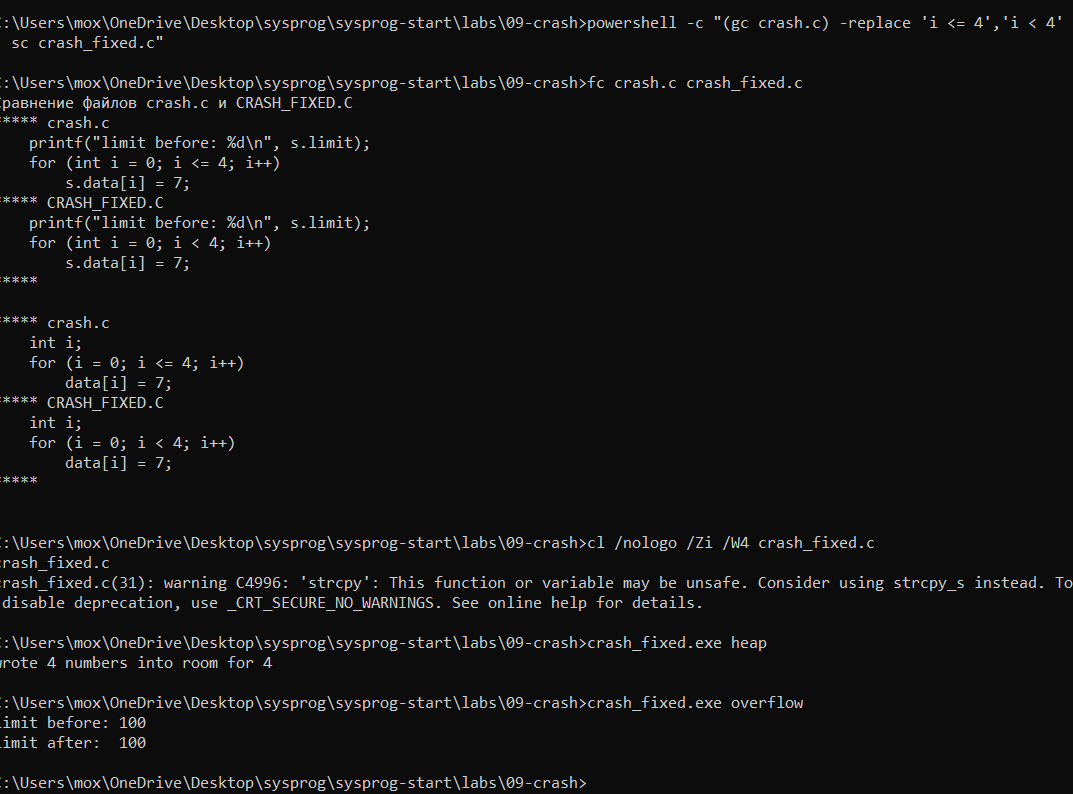 :\Users\mox\OneDrive\Desktop\sysprog\sysprog-start\labs\09-crash>powershell -c "(gc crash.c) -replace 'i <= 4','i < 4'
 sc crash_fixed.c"
:\Users\mox\OneDrive\Desktop\sysprog\sysprog-start\labs\09-crash>fc crash.c crash_fixed.c
Сравнение файлов crash.c и CRASH_FIXED.C
***** crash.c
    printf("limit before: %d\n", s.limit);
    for (int i = 0; i <= 4; i++)
        s.data[i] = 7;
***** CRASH_FIXED.C
    printf("limit before: %d\n", s.limit);
    for (int i = 0; i < 4; i++)
        s.data[i] = 7;
*****
***** crash.c
    int i;
    for (i = 0; i <= 4; i++)
        data[i] = 7;
***** CRASH_FIXED.C
    int i;
    for (i = 0; i < 4; i++)
        data[i] = 7;
*****
:\Users\mox\OneDrive\Desktop\sysprog\sysprog-start\labs\09-crash>cl /nologo /Zi /W4 crash_fixed.c
crash_fixed.c
crash_fixed.c(31): warning C4996: 'strcpy': This function or variable may be unsafe. Consider using strcpy_s instead. To
 disable deprecation, use _CRT_SECURE_NO_WARNINGS. See online help for details.
:\Users\mox\OneDrive\Desktop\sysprog\sysprog-start\labs\09-crash>crash_fixed.exe heap
wrote 4 numbers into room for 4
:\Users\mox\OneDrive\Desktop\sysprog\sysprog-start\labs\09-crash>crash_fixed.exe overflow
limit before: 100
limit after:  100
:\Users\mox\OneDrive\Desktop\sysprog\sysprog-start\labs\09-crash>